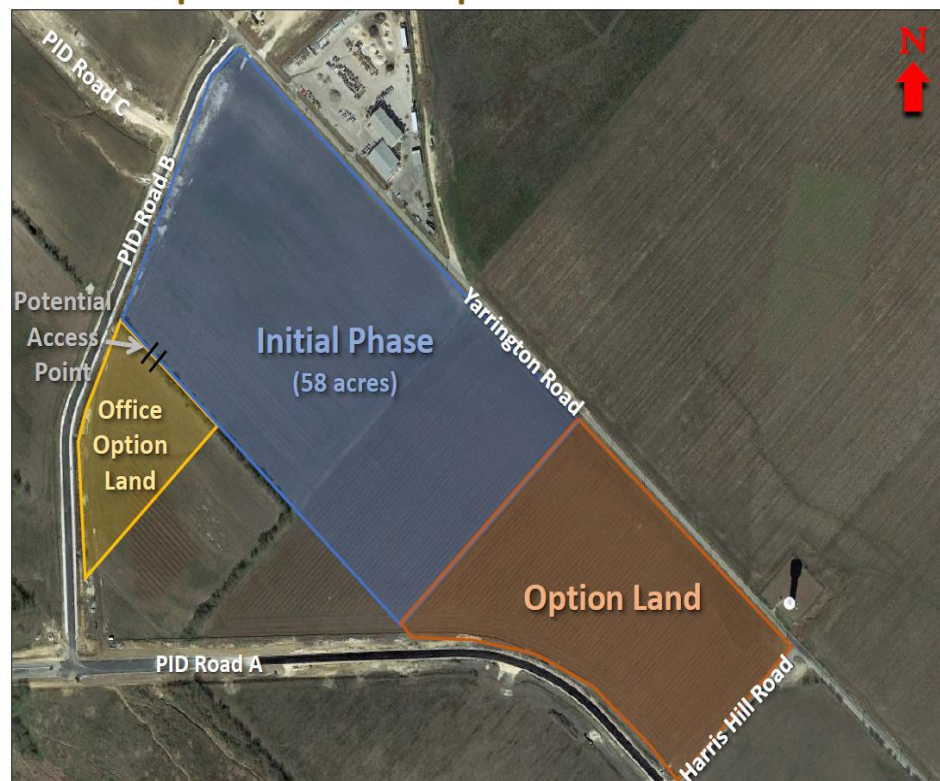 N
PID Road C
PID Road B
Potential
Access
Point
Initial Phase
(58 acres)
Yarrington Road
Office
Option
Land
Option Land
PID Road A
Harris Hill Road